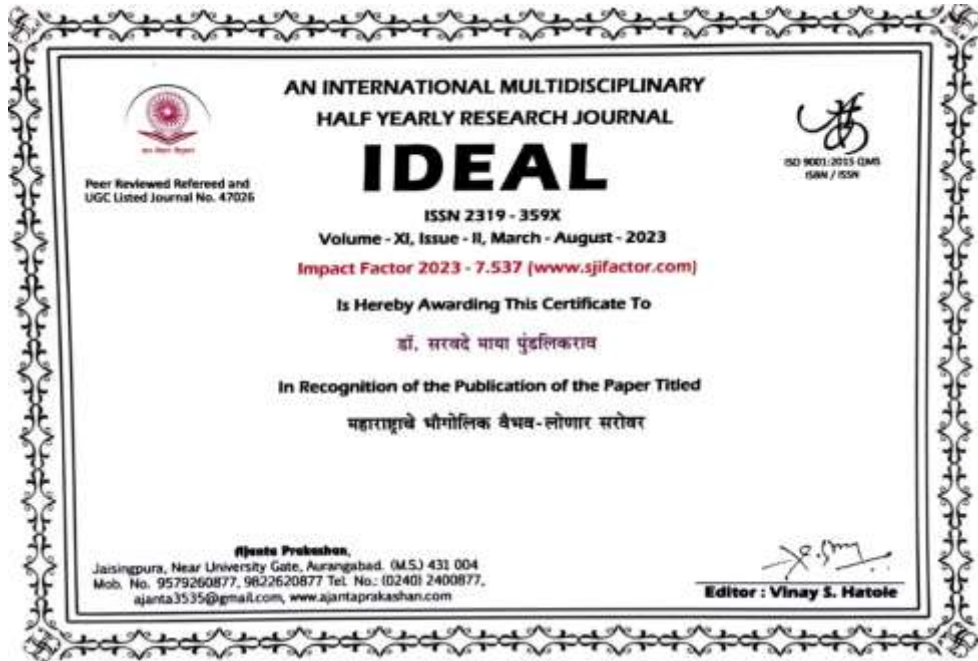 AN INTERNATIONAL MULTIDISCIPLINARY
HALF YEARLY RESEARCH JOURNAL
IDEAL
Peer Reviewed Refereed and
UGC Listed Journal No. 47026
ISO 9001:2015 QMS
ISBN / ISSN
ISSN 2319 - 359X
Volume - XI, Issue - II, March - August - 2023
Impact Factor 2023 - 7.537 (www.sjifactor.com)
Is Hereby Awarding This Certificate To
डॉ. सरवदे माया पुंडलिकराव
In Recognition of the Publication of the Paper Titled
महाराष्ट्राचे भौगोलिक वैभव-लोणार सरोवर
Ajanta Prakashan,
Jaisingpura, Near University Gate, Aurangabad. (M.S.) 431 004
Mob. No. 9579260877, 9822620877 Tel. No.: (0240) 2400877,
ajanta3535@gmail.com, www.ajantaprakashan.com
Editor : Vinay S. Hatole